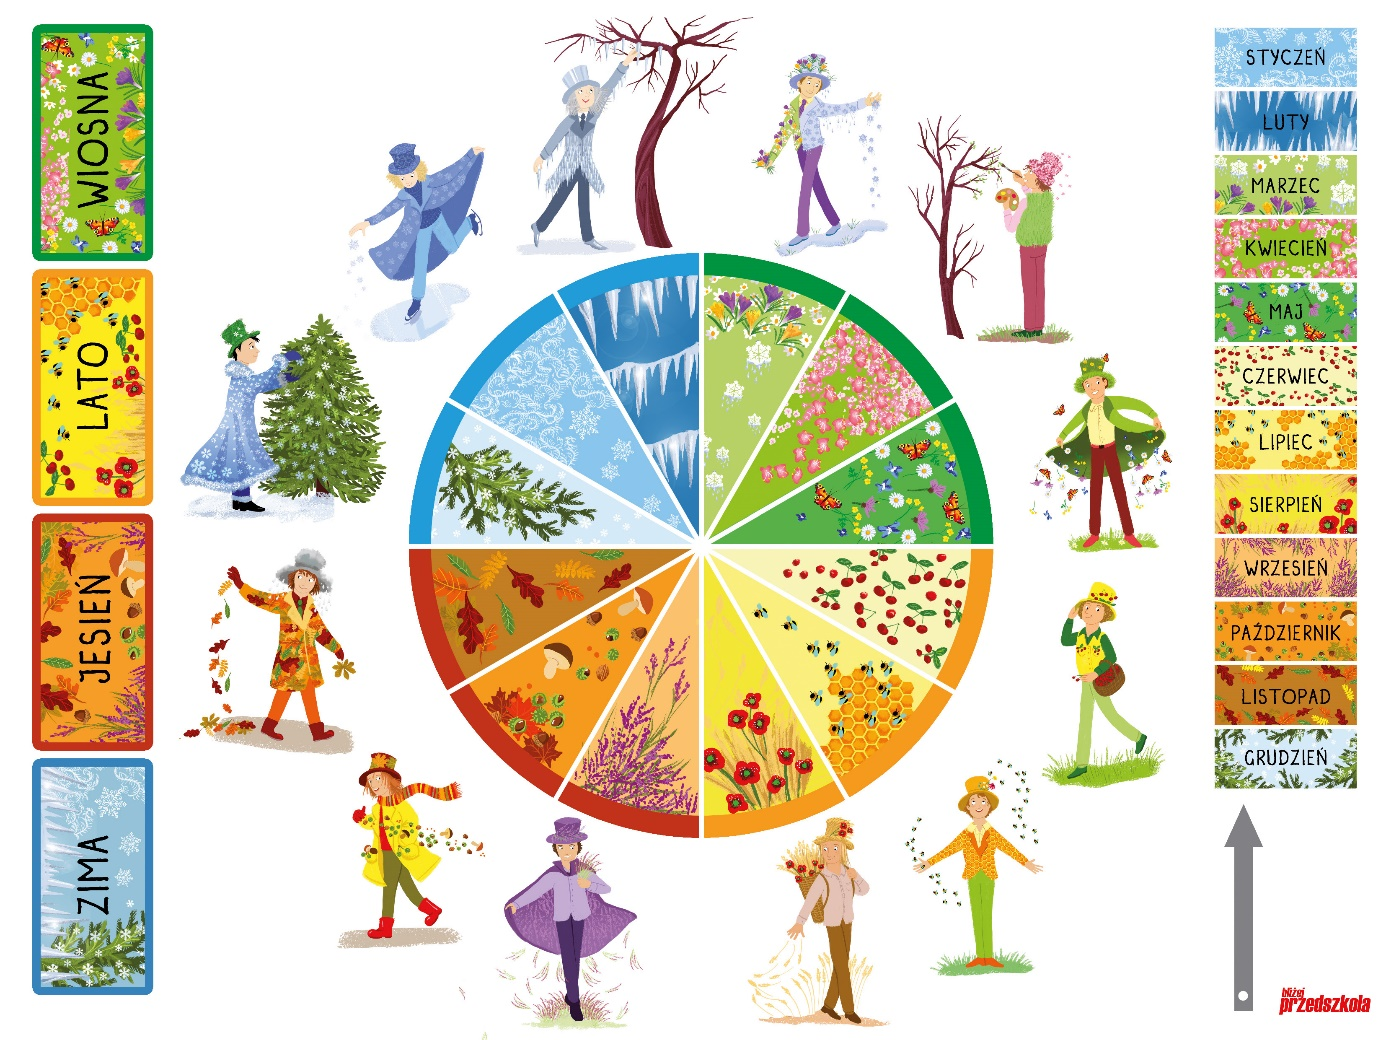 WIOSNA
LATO
JESIEŃ
ZIMA
STYCZEŃ
LUTY
MARZEC
KWIECIEŃ
MAJ
CZERWIEC
LIPIEC
SIERPIEŃ
WRZESIEŃ
PAŹDZIERNIK
LISTOPAD
GRUDZIEŃ
bliżej
przedszkola